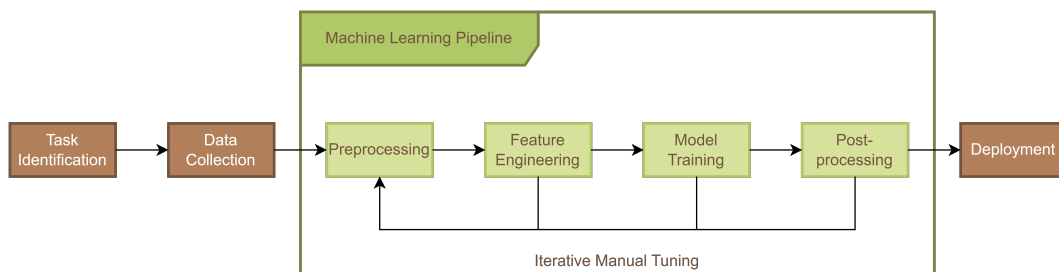 Machine Learning Pipeline
Task
Identification
Data
Collection
Preprocessing
Feature
Engineering
Model
Training
Post-
processing
Deployment
Iterative Manual Tuning